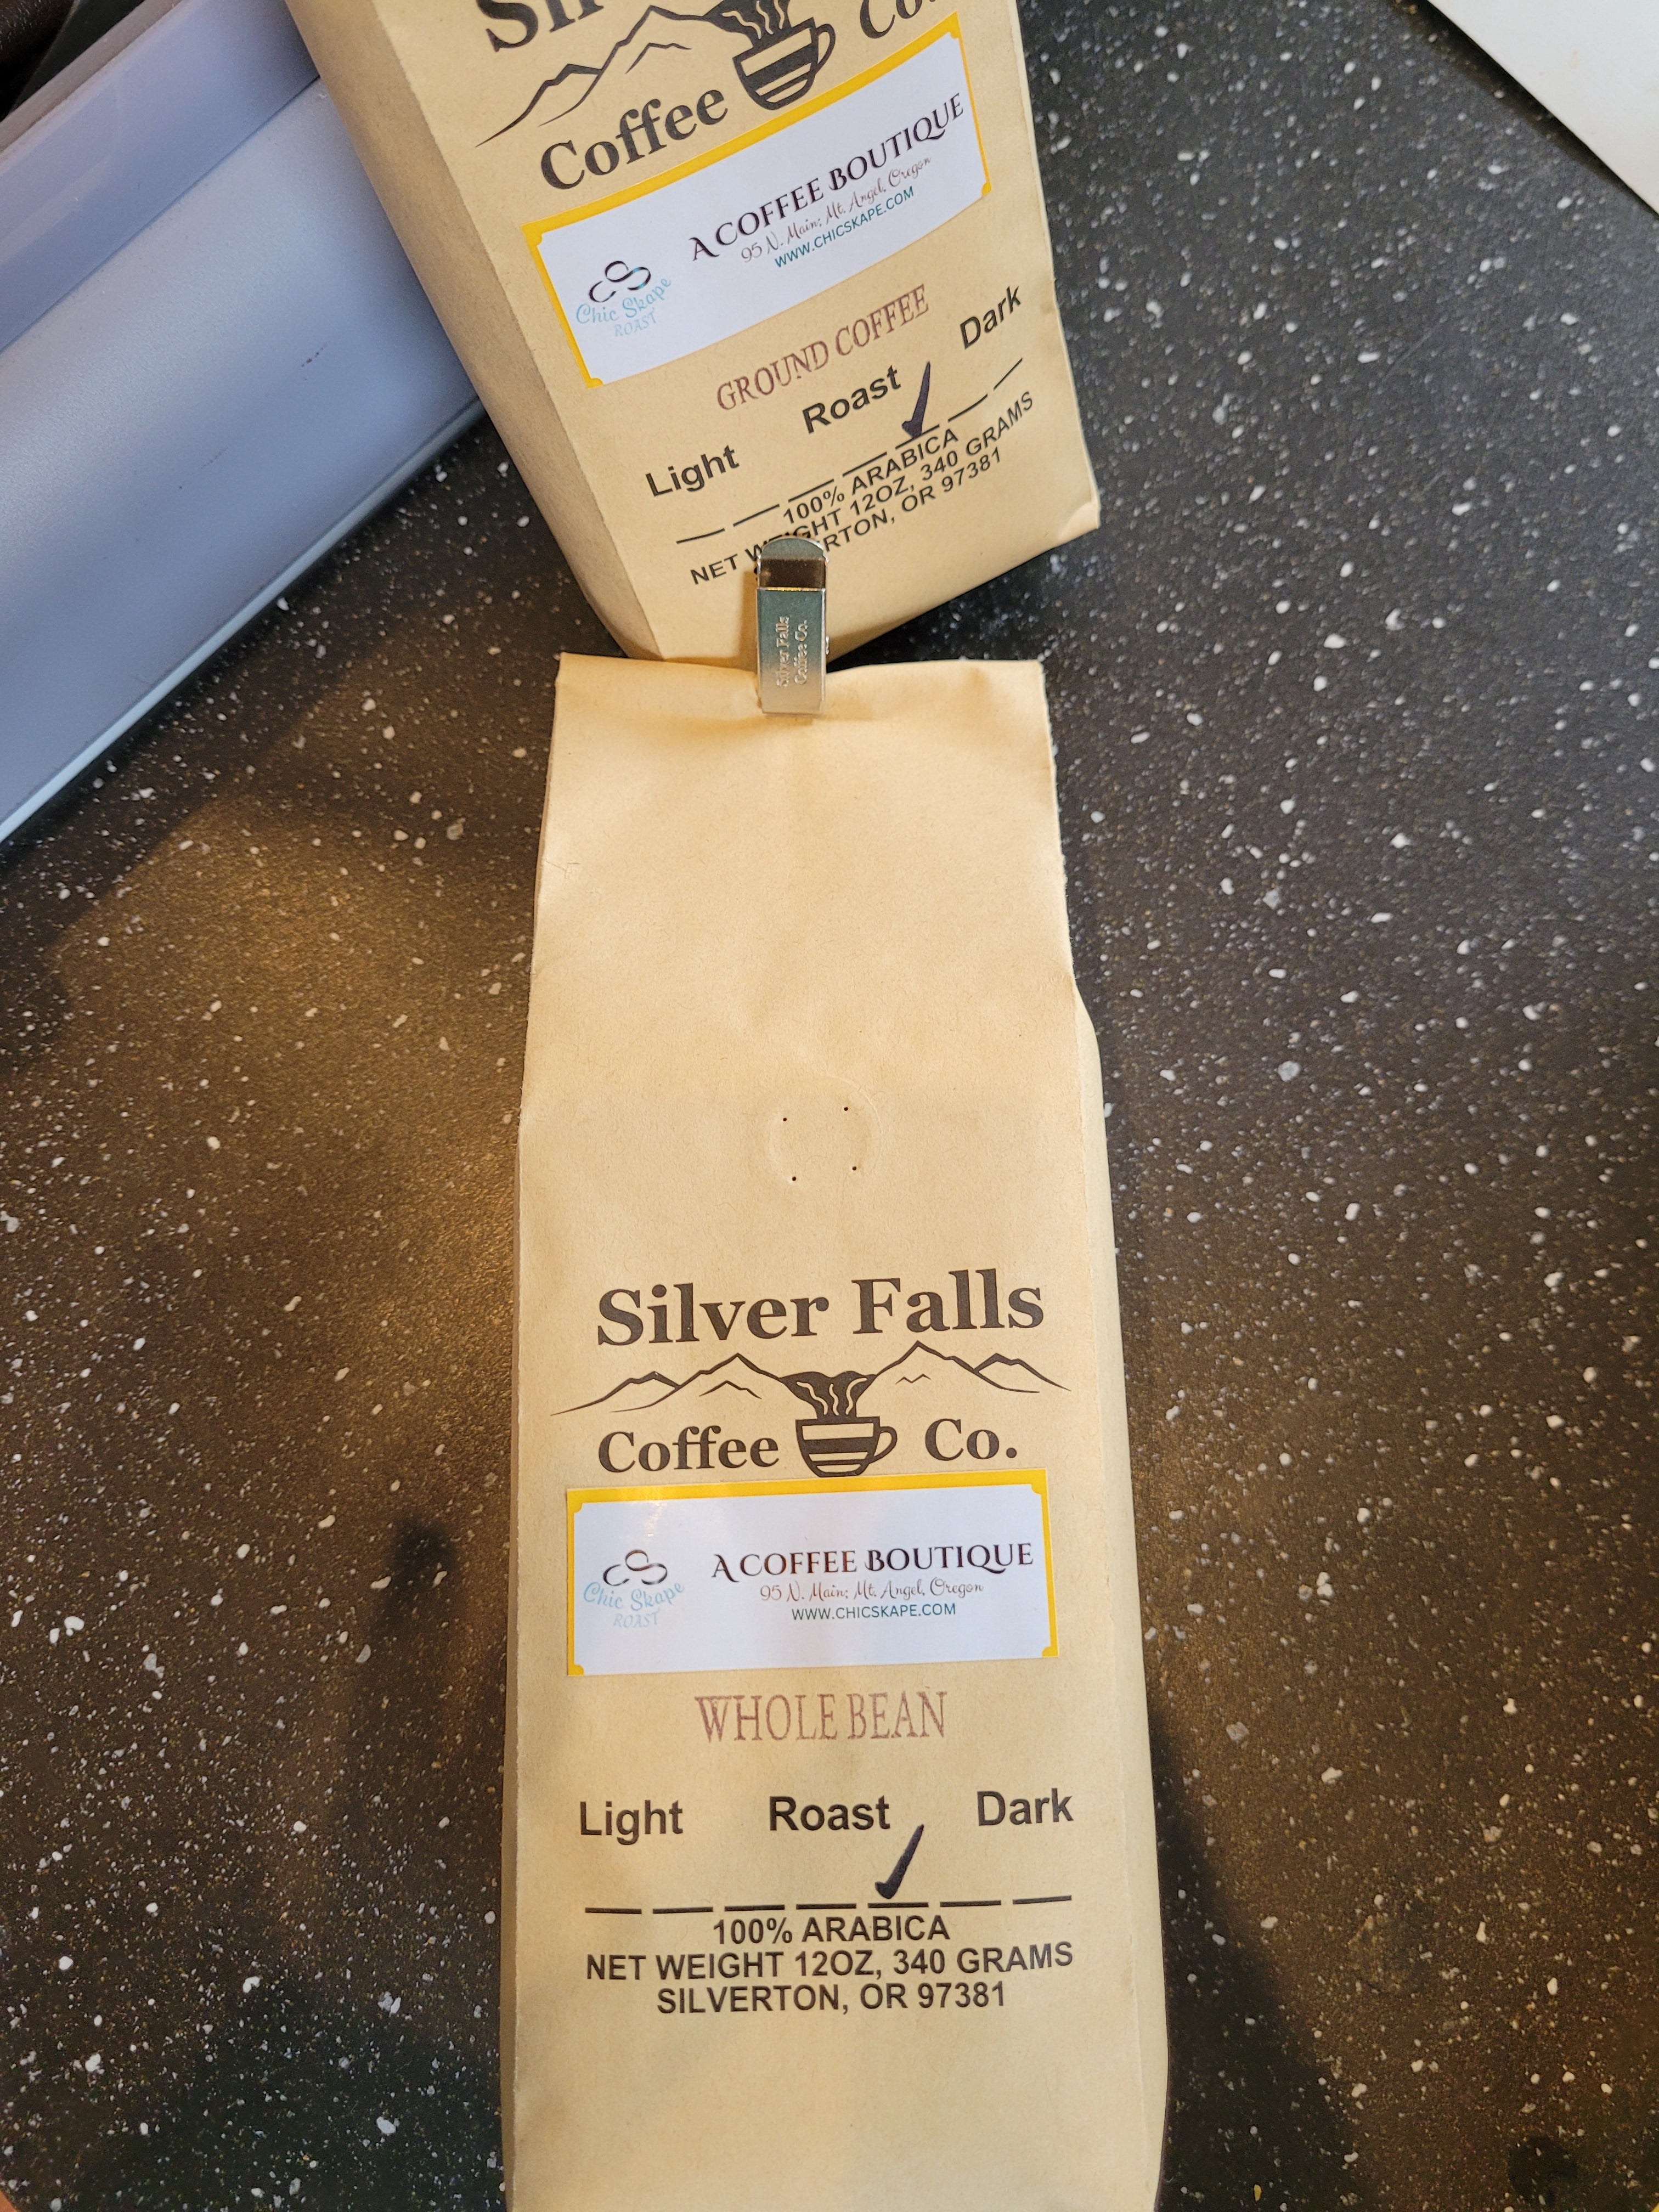 Coffee
Co.
A COFFEE BOUTIQUE
95 N. Main; Mt. Angel, Oregon
WWW.CHICSKAPE.COM
CS
Chic Skape
ROAST
GROUND COFFEE
Light Roast Dark
100% ARABICA
NET WEIGHT 12OZ, 340 GRAMS
OR 97381
Silver Falls
Coffee Co.
Silver Falls
Coffee Co.
CS
Chic Skape
ROAST
A COFFEE BOUTIQUE
95 N. Main; Mt. Angel, Oregon
WWW.CHICSKAPE.COM
WHOLE BEAN
Light Roast Dark
100% ARABICA
NET WEIGHT 12OZ, 340 GRAMS
SILVERTON, OR 97381